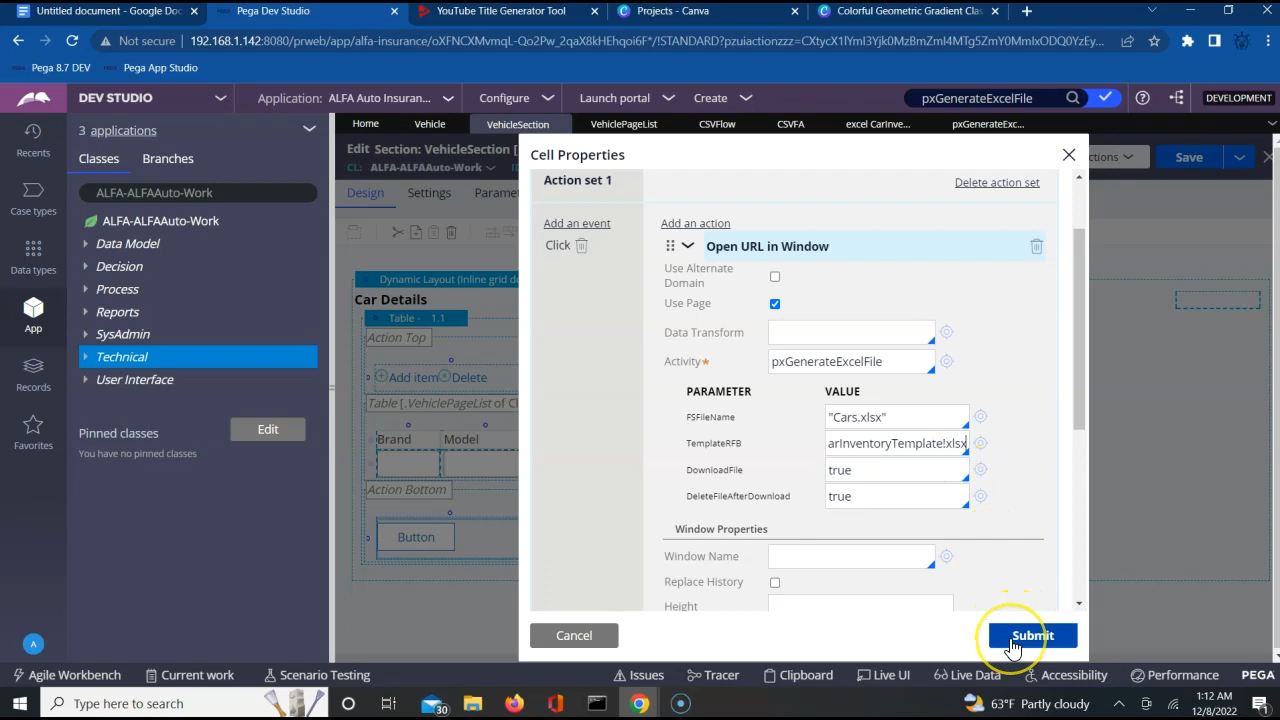 Untitled document - Google Doc
Pega Dev Studio
YouTube Title Generator Tool
Projects - Canva
Colorful Geometric Gradient Clas
Not secure
192.168.1.142:8080/prweb/app/alfa-insurance/
Pega 8.7 DEV
Pega App Studio
DEV STUDIO
Application: ALFA Auto Insuran...
Configure
Launch portal
Create
pxGenerateExcelFile
DEVELOPMENT
Recents
Case types
Data types
App
Records
Favorites
A
3 applications
Classes
Branches
ALFA-ALFAAuto-Work
ALFA-ALFAAuto-Work
Data Model
Decision
Process
Reports
SysAdmin
Technical
User Interface
Pinned classes
Edit
You have no pinned classes
Home
Vehicle
VehicleSection
VehiclePageList
CSVFlow
CSVFA
excel CarInve...
pxGenerateExc...
Edit Section: VehicleSection
CL: ALFA-ALFAAuto-Work
Save
Design
Settings
Dynamic Layout (Inline grid do
Car Details
Table - 1.1
Action Top
Add item
Delete
Table [.VehiclePageList of Cl
Brand
Model
Action Bottom
Button
Cell Properties
Action set 1
Delete action set
Add an event
Click
Add an action
Open URL in Window
Use Alternate
Domain
Use Page
Data Transform
Activity*
pxGenerateExcelFile
PARAMETER
VALUE
FSFileName
"Cars.xlsx"
TemplateRFB
arInventoryTemplate!xlsx
DownloadFile
true
DeleteFileAfterDownload
true
Window Properties
Window Name
Replace History
Height
Cancel
Submit
Agile Workbench
Current work
Scenario Testing
Issues
Tracer
Clipboard
Live UI
Live Data
Accessibility
Performance
PEGA
Type here to search
30
63°F Partly cloudy
1:12 AM
12/8/2022